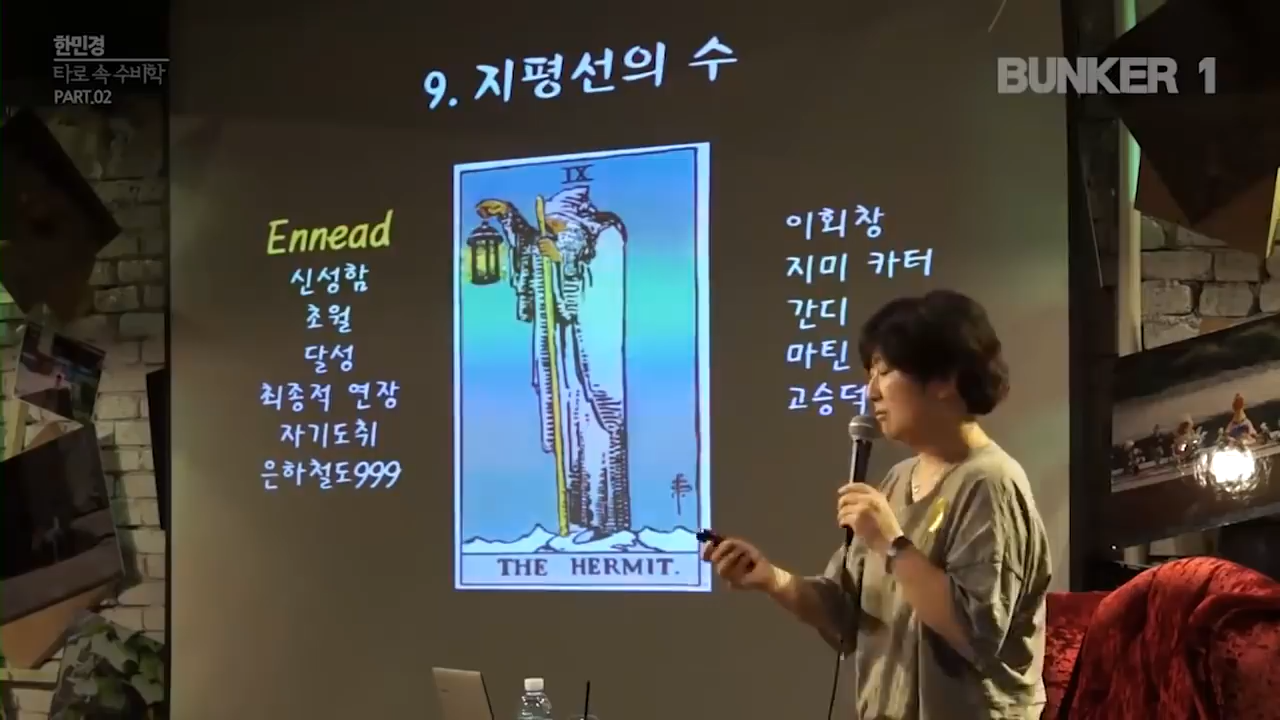 한민경
타로 속 수비학
PART.02
BUNKER 1
9. 지평선의 수
Ennead
신성함
초월
달성
최종적 연장
자기도취
은하철도999
IX
THE HERMIT.
이회창
지미 카터
간디
마틴
고승덕